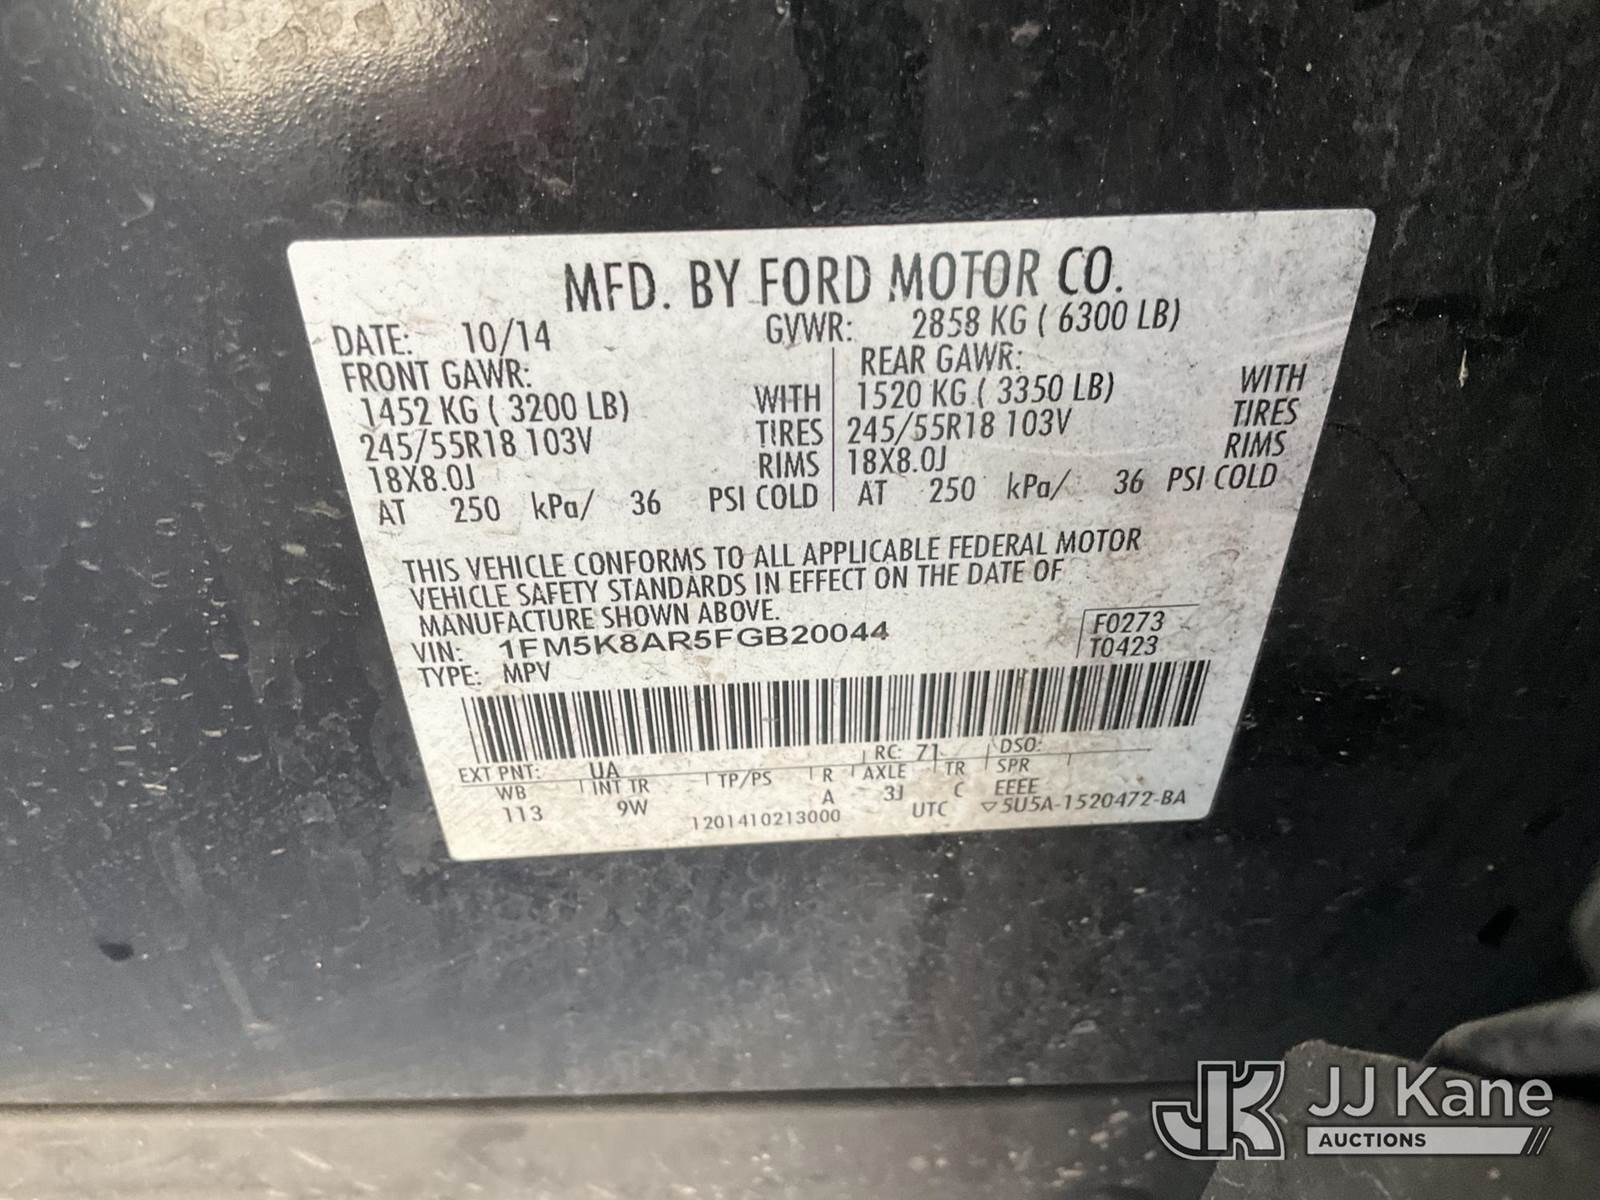 MFD. BY FORD MOTOR CO.
DATE: 10/14 GVWR: 2858 KG ( 6300 LB)
FRONT GAWR: REAR GAWR:
1452 KG ( 3200 LB) WITH 1520 KG ( 3350 LB) WITH
245/55R18 103V TIRES 245/55R18 103V TIRES
18X8.0J RIMS 18X8.0J RIMS
AT 250 kPa/ 36 PSI COLD AT 250 kPa/ 36 PSI COLD
THIS VEHICLE CONFORMS TO ALL APPLICABLE FEDERAL MOTOR
VEHICLE SAFETY STANDARDS IN EFFECT ON THE DATE OF
MANUFACTURE SHOWN ABOVE.
VIN: 1FM5K8AR5FGB20044 F0273
TYPE: MPV T0423
EXT PNT: UA RC: 71 DSO:
WB INT TR TP/PS R AXLE TR SPR
113 9W A 3J C EEEE
1201410213000 UTC ▽5U5A-1520472-BA
JK JJ Kane
AUCTIONS